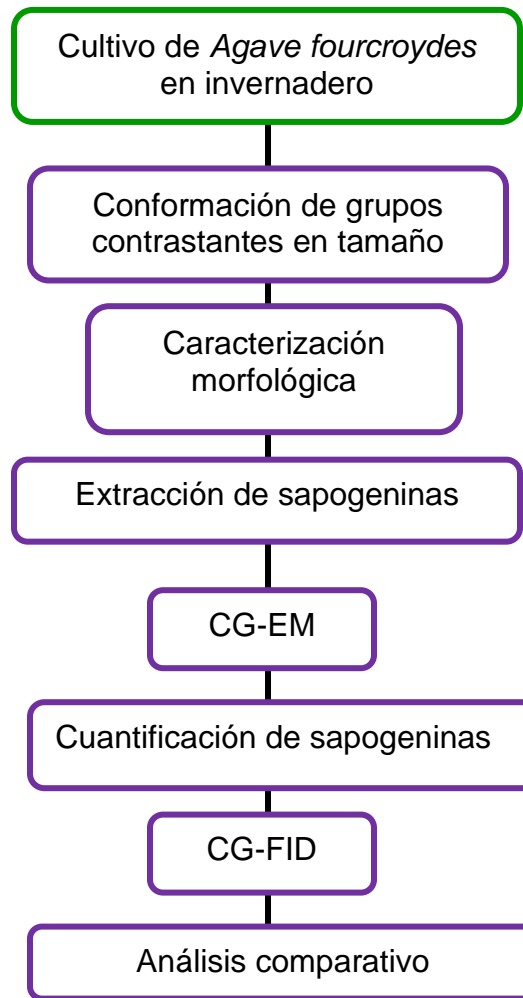 Cultivo de Agave fourcroydes
en invernadero
Conformación de grupos
contrastantes en tamaño
Caracterización
morfológica
Extracción de sapogeninas
CG-EM
Cuantificación de sapogeninas
CG-FID
Análisis comparativo